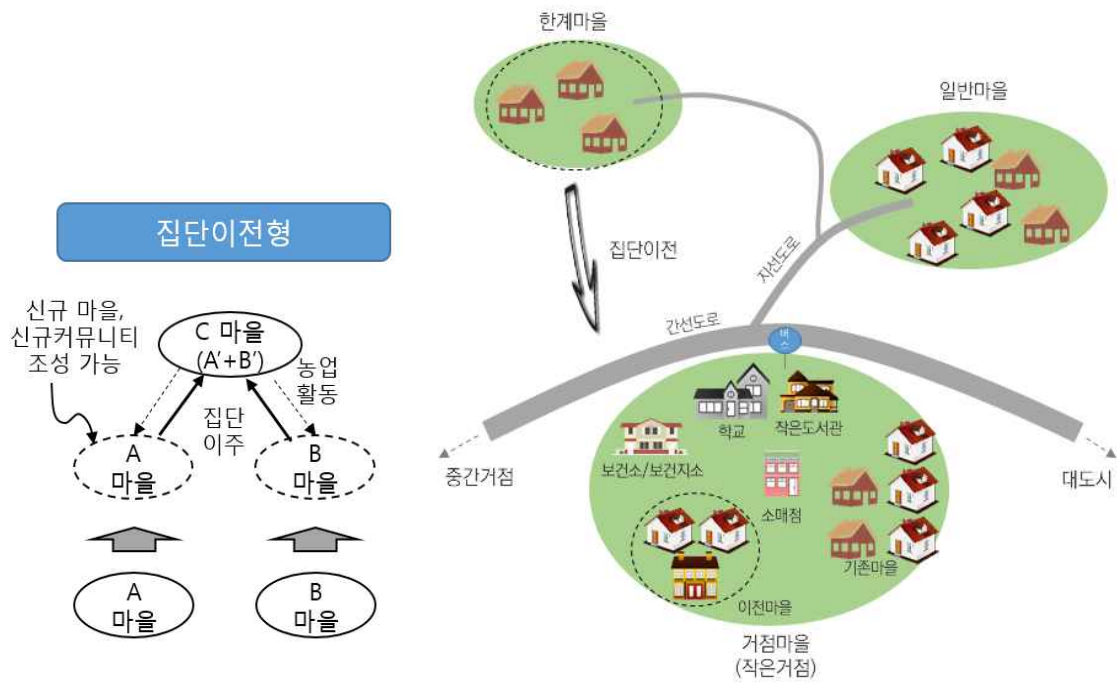 집단이전형
신규 마을,
신규커뮤니티
조성 가능
C 마을
(A′+B′)
농업
활동
집단
이주
A
마을
B
마을
A
마을
B
마을
한계마을
일반마을
집단이전
지선도로
간선도로
버스
학교
작은도서관
보건소/보건지소
소매점
기존마을
이전마을
중간거점
대도시
거점마을
(작은거점)